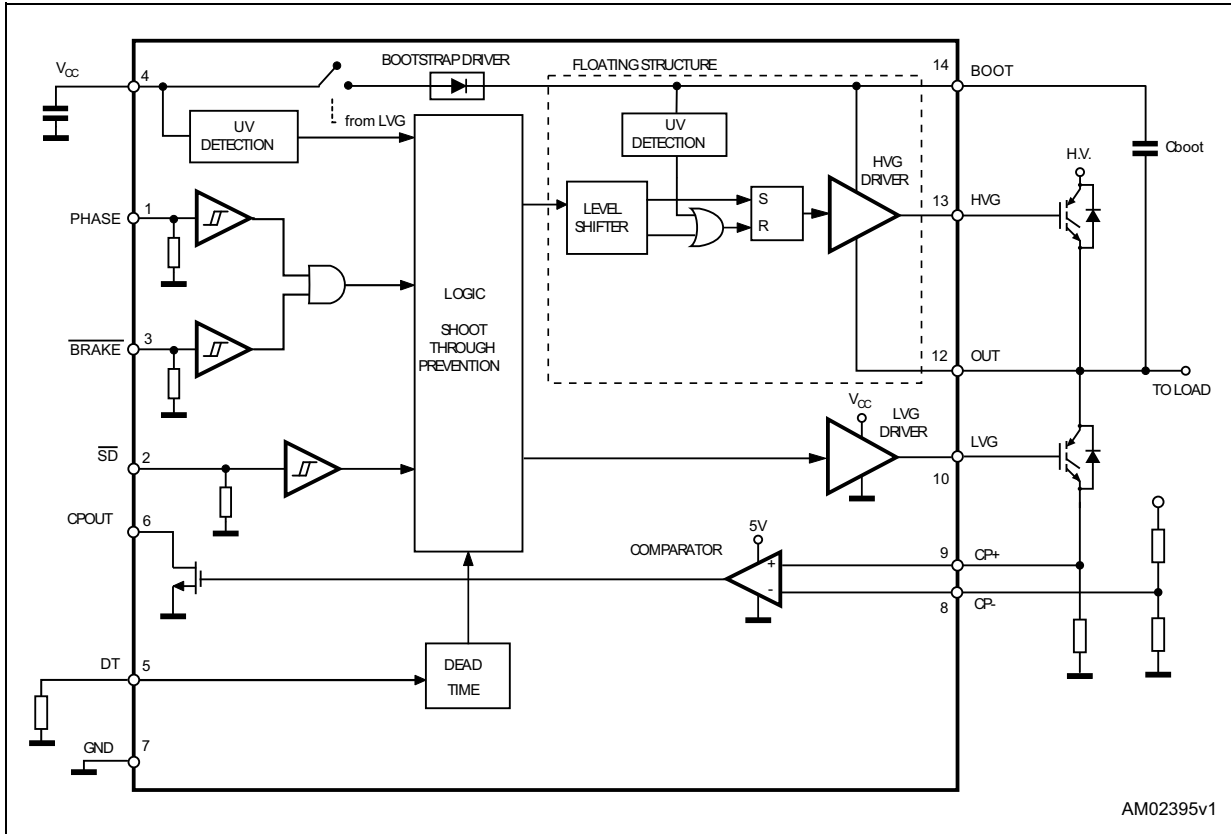 BOOTSTRAP DRIVER
FLOATING STRUCTURE
VCC
4
14
BOOT
from LVG
UV
DETECTION
UV
DETECTION
Cboot
H.V.
HVG
DRIVER
PHASE
1
LEVEL
SHIFTER
S
R
13
HVG
LOGIC
SHOOT
THROUGH
PREVENTION
BRAKE
3
12
OUT
TO LOAD
VCC
LVG
DRIVER
LVG
10
SD
2
CPOUT
6
5V
COMPARATOR
+
-
9
CP+
8
CP-
DT
5
DEAD
TIME
GND
7
AM02395v1